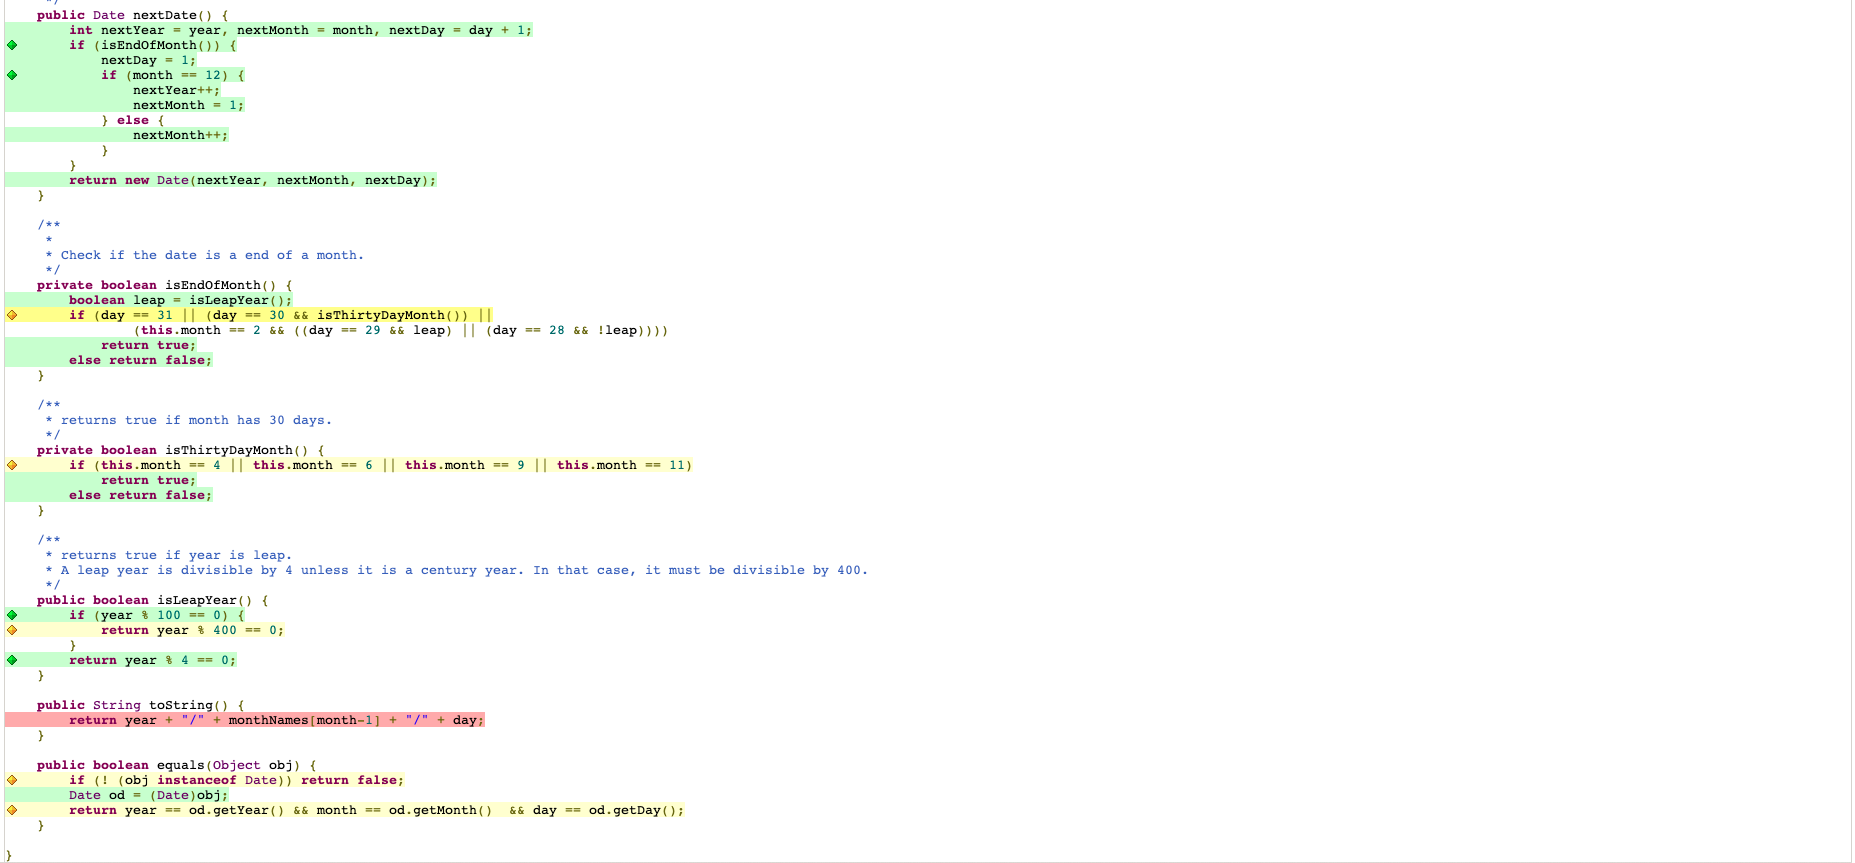 */
    public Date nextDate() {
        int nextYear = year, nextMonth = month, nextDay = day + 1;
        if (isEndOfMonth()) {
            nextDay = 1;
            if (month == 12) {
                nextYear++;
                nextMonth = 1;
            } else {
                nextMonth++;
            }
        }
        return new Date(nextYear, nextMonth, nextDay);
    }

    /**
     *
     * Check if the date is a end of a month.
     */
    private boolean isEndOfMonth() {
        boolean leap = isLeapYear();
        if (day == 31 || (day == 30 && isThirtyDayMonth()) ||
                (this.month == 2 && ((day == 29 && leap) || (day == 28 && !leap))))
            return true;
        else return false;
    }

    /**
     * returns true if month has 30 days.
     */
    private boolean isThirtyDayMonth() {
        if (this.month == 4 || this.month == 6 || this.month == 9 || this.month == 11)
            return true;
        else return false;
    }

    /**
     * returns true if year is leap.
     * A leap year is divisible by 4 unless it is a century year. In that case, it must be divisible by 400.
     */
    public boolean isLeapYear() {
        if (year % 100 == 0) {
            return year % 400 == 0;
        }
        return year % 4 == 0;
    }

    public String toString() {
        return year + "/" + monthNames[month-1] + "/" + day;
    }

    public boolean equals(Object obj) {
        if (! (obj instanceof Date)) return false;
        Date od = (Date)obj;
        return year == od.getYear() && month == od.getMonth()  && day == od.getDay();
    }

}